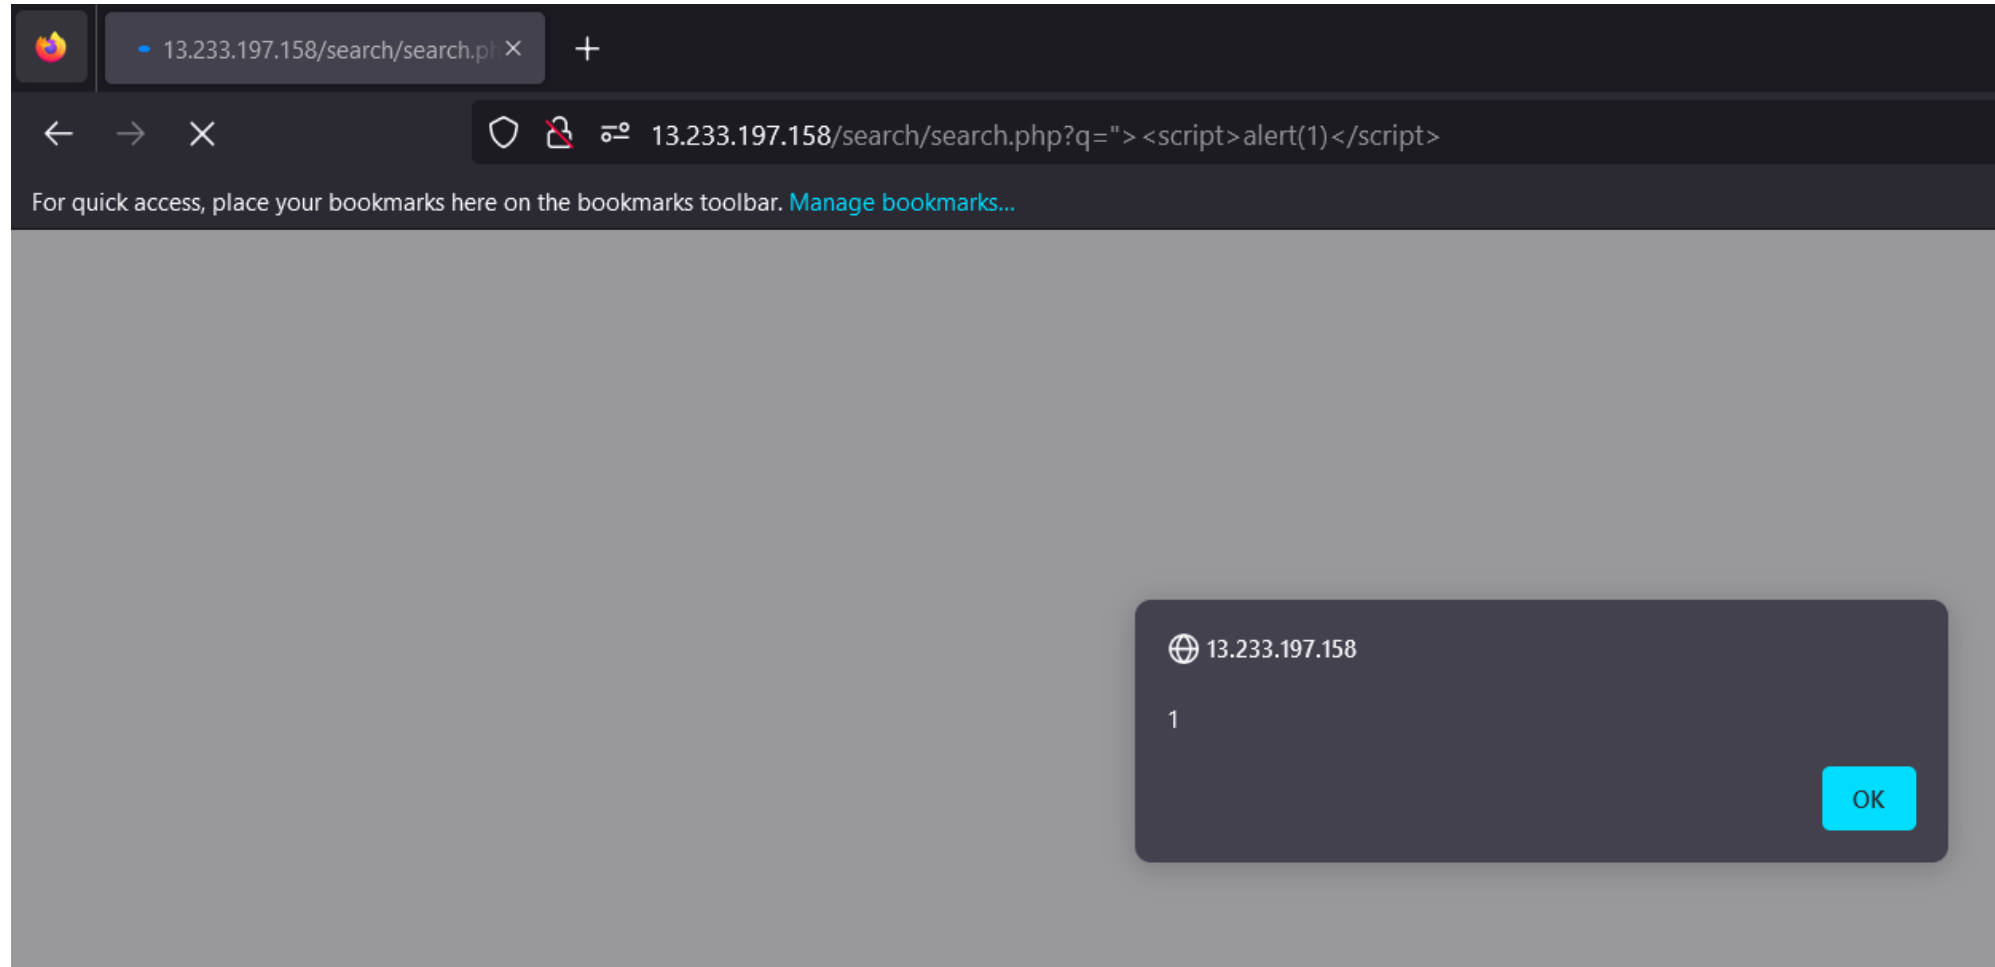 13.233.197.158/search/search.ph
13.233.197.158/search/search.php?q="><script>alert(1)</script>
For quick access, place your bookmarks here on the bookmarks toolbar. Manage bookmarks...
13.233.197.158
1
OK